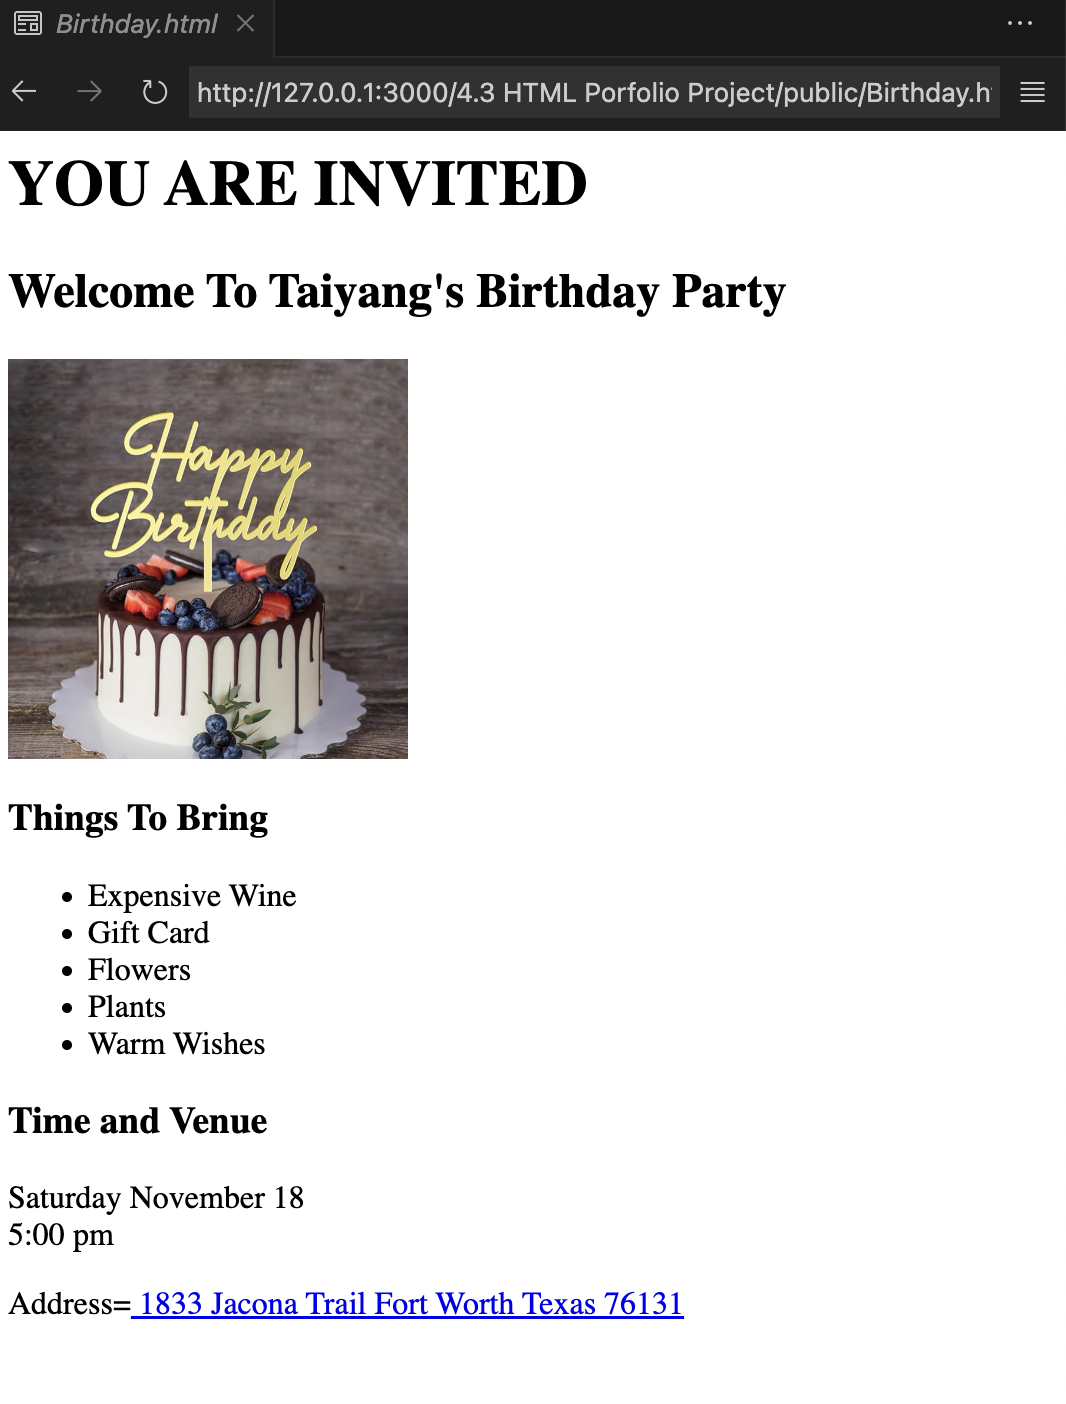 Birthday.html
http://127.0.0.1:3000/4.3 HTML Porfolio Project/public/Birthday.h
YOU ARE INVITED
Welcome To Taiyang's Birthday Party
Happy
Birthday
Things To Bring
• Expensive Wine
• Gift Card
• Flowers
• Plants
• Warm Wishes
Time and Venue
Saturday November 18
5:00 pm
Address= 1833 Jacona Trail Fort Worth Texas 76131